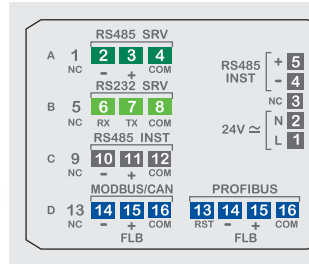 RS485 SRV
A 1 2 3 4
NC - + COM
RS232 SRV
B 5 6 7 8
NC RX TX COM
RS485 INST
C 9 10 11 12
NC - + COM
MODBUS/CAN
D 13 14 15 16
NC - + COM
FLB
RS485 INST
+ 5
- 4
NC 3
24V ≃
N 2
L 1
PROFIBUS
13 14 15 16
RST - + COM
FLB